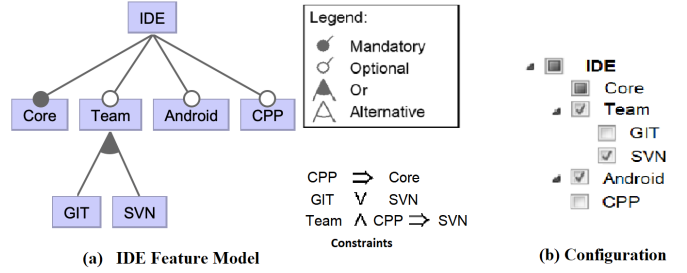 IDE
Core
Team
Android
CPP
GIT
SVN
Legend:
Mandatory
Optional
Or
Alternative
CPP ⇒ Core
GIT ∨ SVN
Team ∧ CPP ⇒ SVN
Constraints
(a) IDE Feature Model
IDE
Core
Team
GIT
SVN
Android
CPP
(b) Configuration